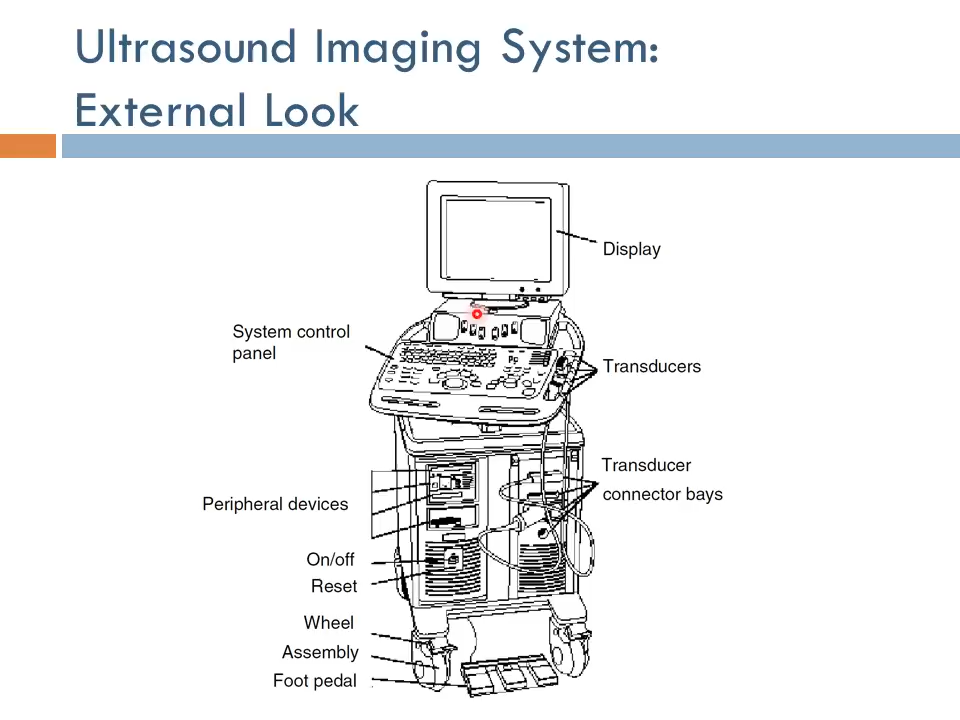 Ultrasound Imaging System:
External Look
Display
System control
panel
Transducers
Transducer
connector bays
Peripheral devices
On/off
Reset
Wheel
Assembly
Foot pedal